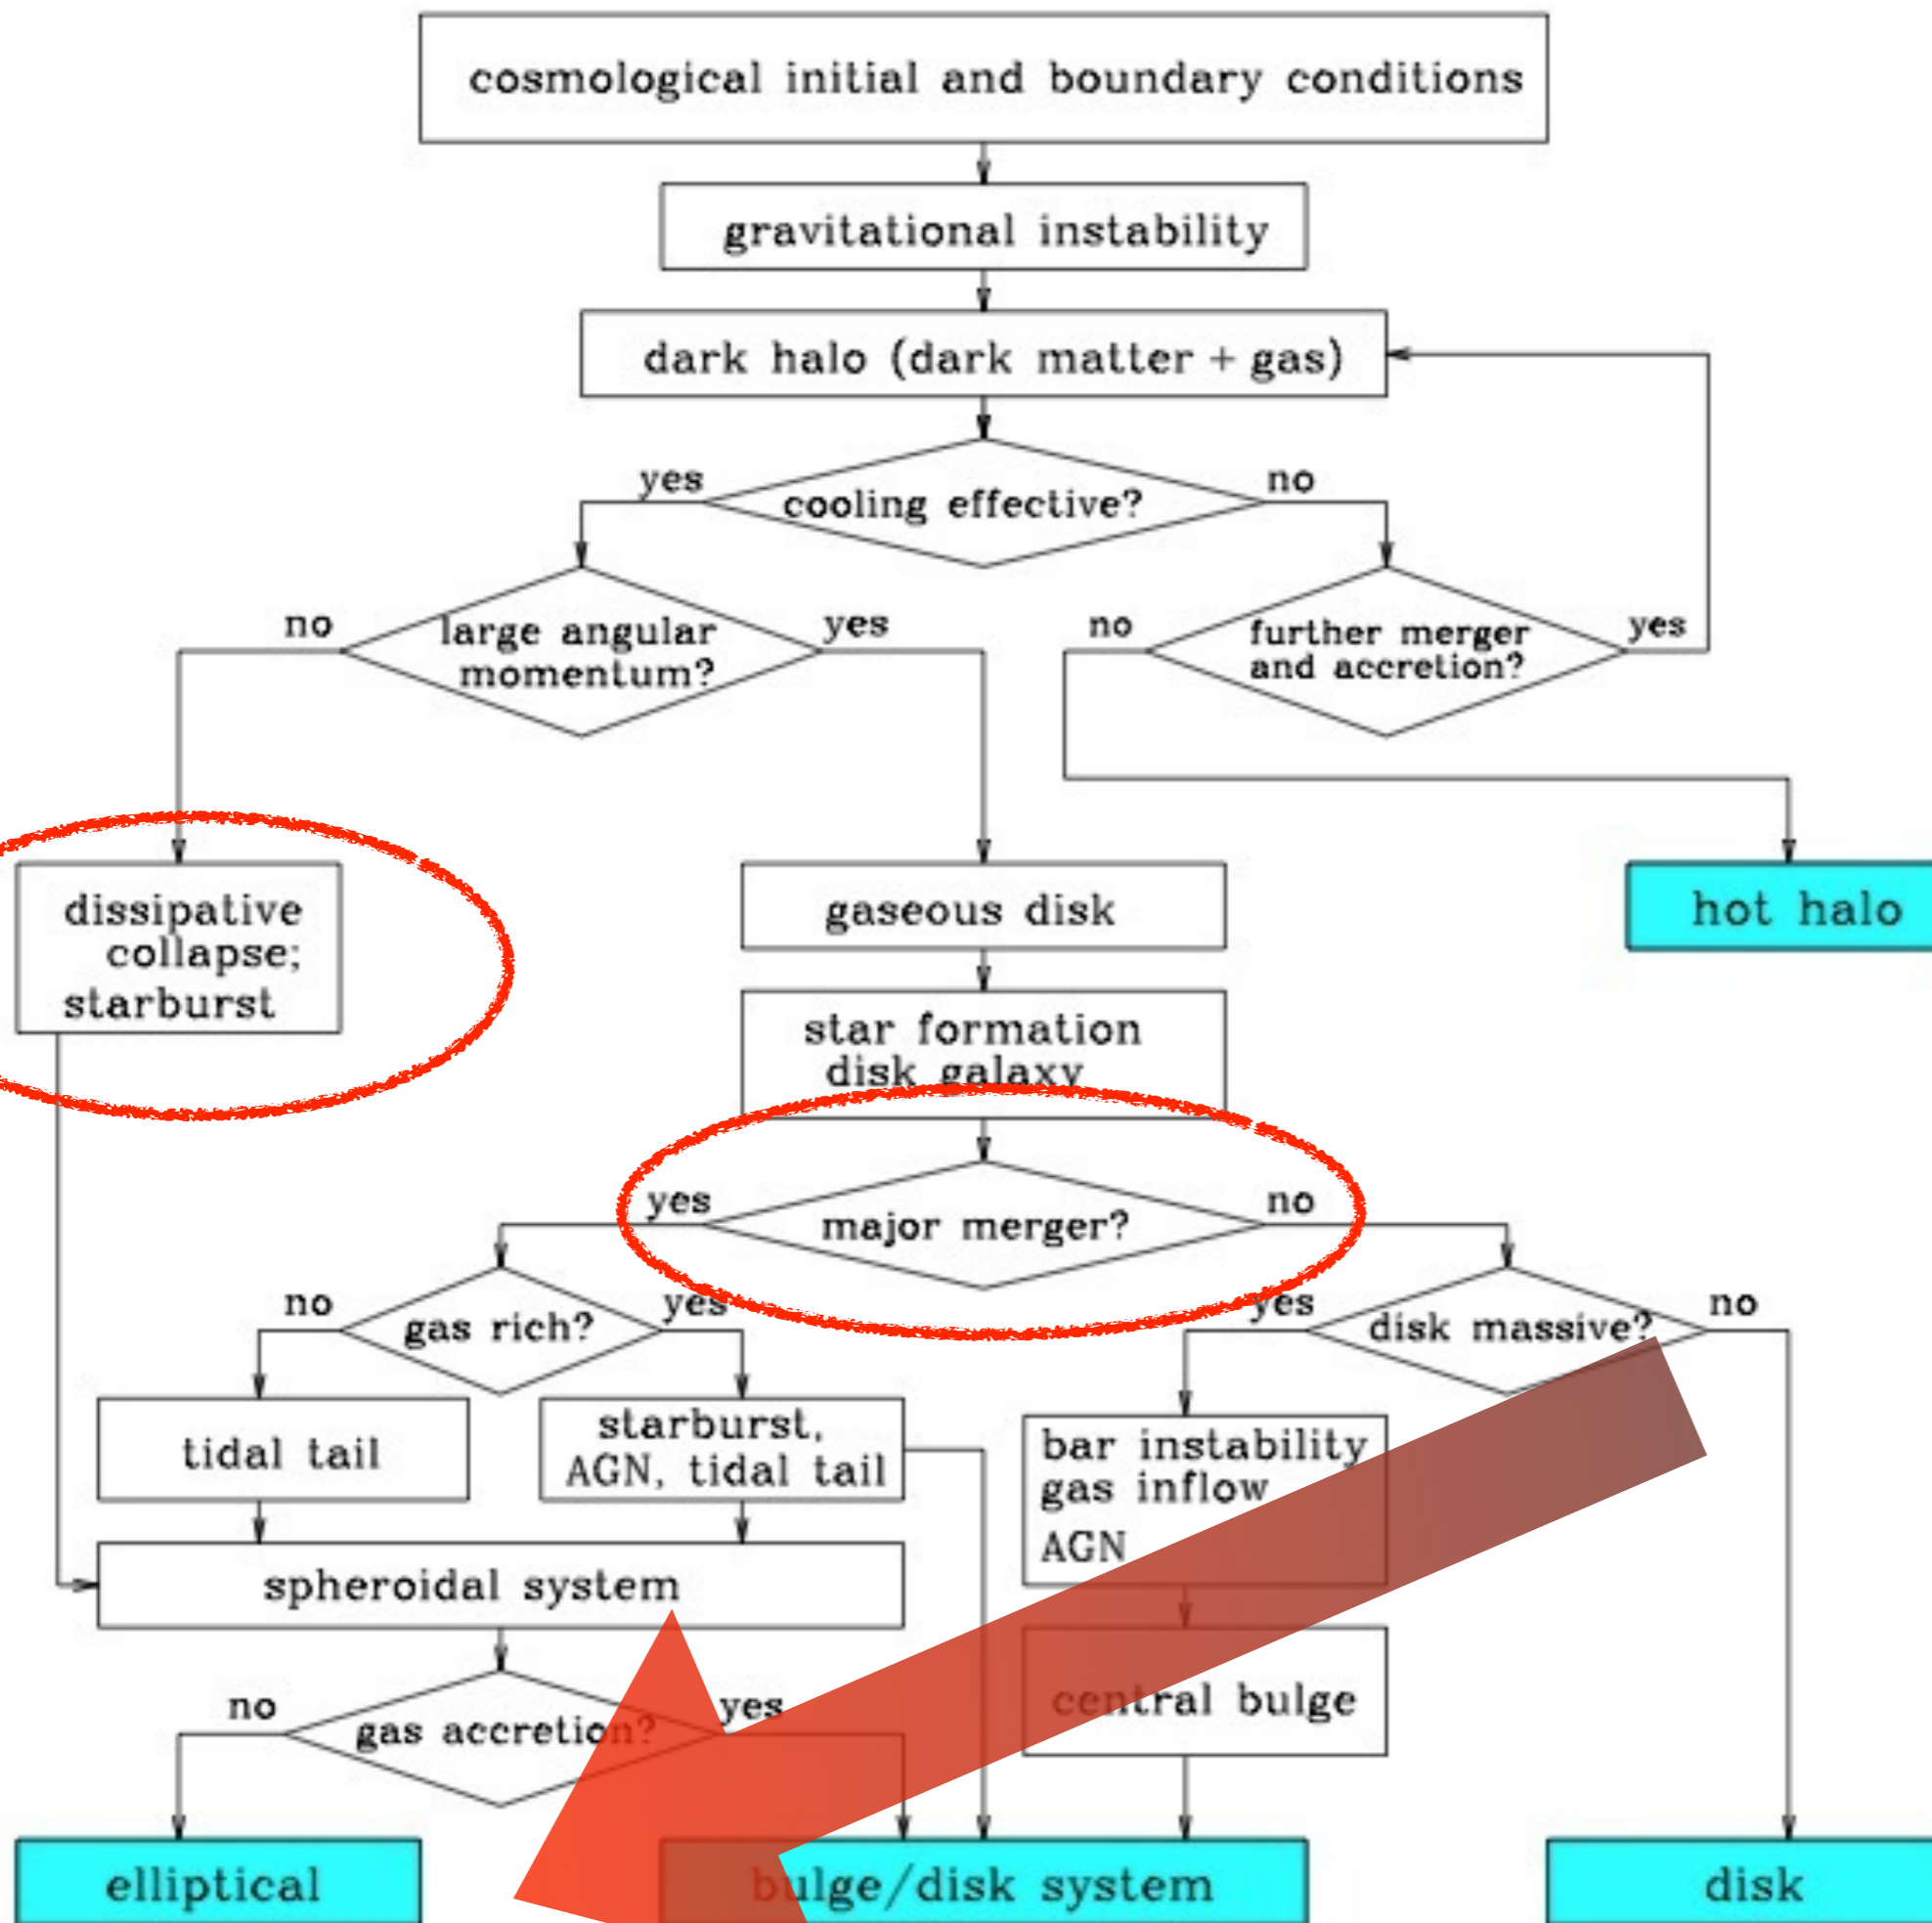 cosmological initial and boundary conditions
gravitational instability
dark halo (dark matter + gas)
yes
no
cooling effective?
no
large angular
momentum?
yes
no
further merger
and accretion?
yes
dissipative
collapse;
starburst
gaseous disk
hot halo
star formation
disk galaxy
yes
major merger?
no
no
gas rich?
yes
yes
disk massive?
no
tidal tail
starburst,
AGN, tidal tail
bar instability
gas inflow
AGN
spheroidal system
central bulge
no
gas accretion?
yes
elliptical
bulge/disk system
disk